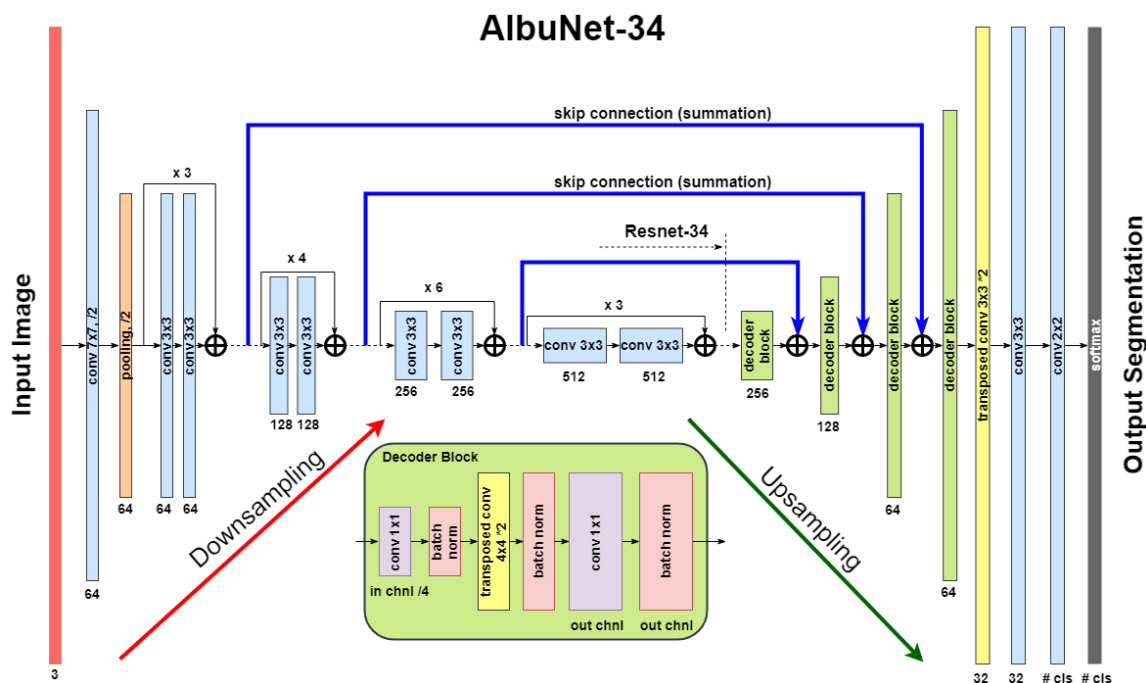 AlbuNet-34
skip connection (summation)
skip connection (summation)
Resnet-34
x 3
x 4
x 6
x 3
Input Image
conv 7x7, /2
pooling, /2
conv 3x3
conv 3x3
conv 3x3
conv 3x3
conv 3x3
conv 3x3
conv 3x3
conv 3x3
decoder block
decoder block
decoder block
decoder block
transposed conv 3x3 *2
conv 3x3
conv 2x2
softmax
Output Segmentation
3
64
64
64
64
128
128
256
256
512
512
256
128
64
64
32
32
# cls
# cls
Downsampling
Upsampling
Decoder Block
conv 1x1
batch
norm
transposed conv
4x4 *2
batch norm
conv 1x1
batch norm
in chnl /4
out chnl
out chnl